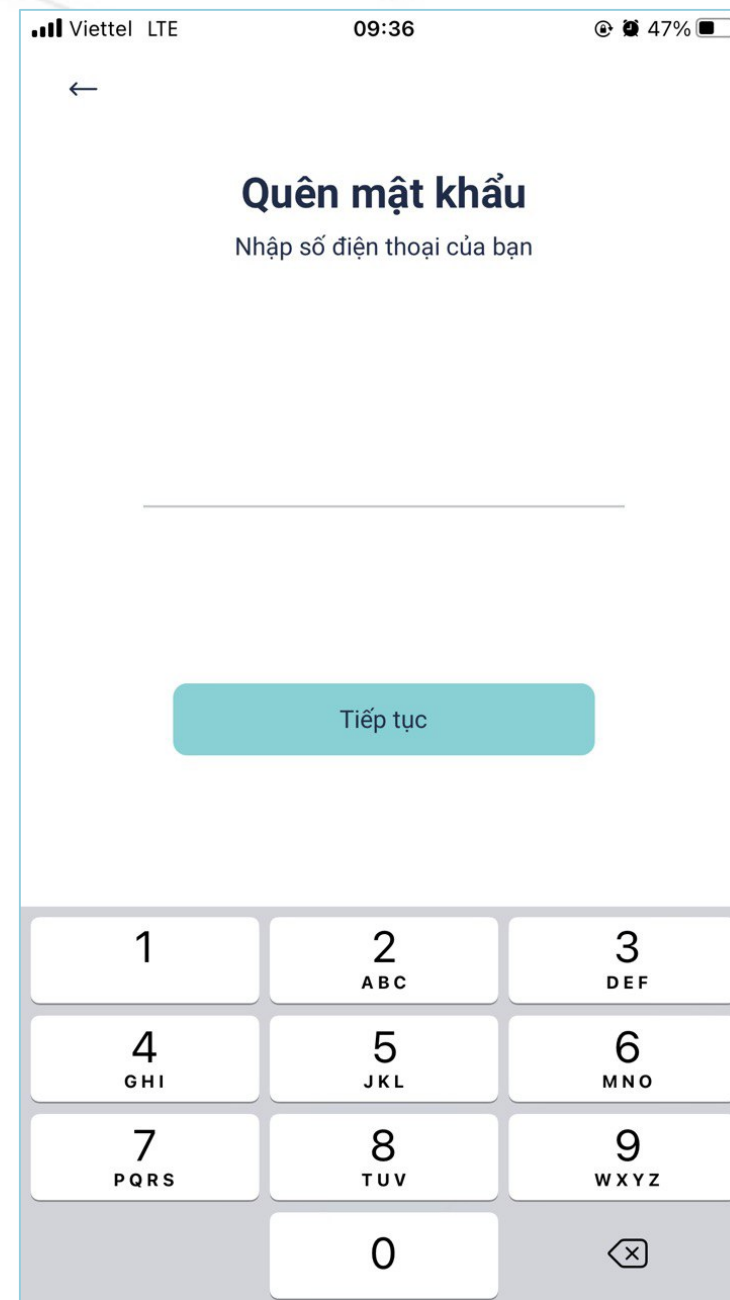 Viettel LTE 09:36 47%
Quên mật khẩu
Nhập số điện thoại của bạn
Tiếp tục
1 2 3
ABC DEF
4 5 6
GHI JKL MNO
7 8 9
PQRS TUV WXYZ
0